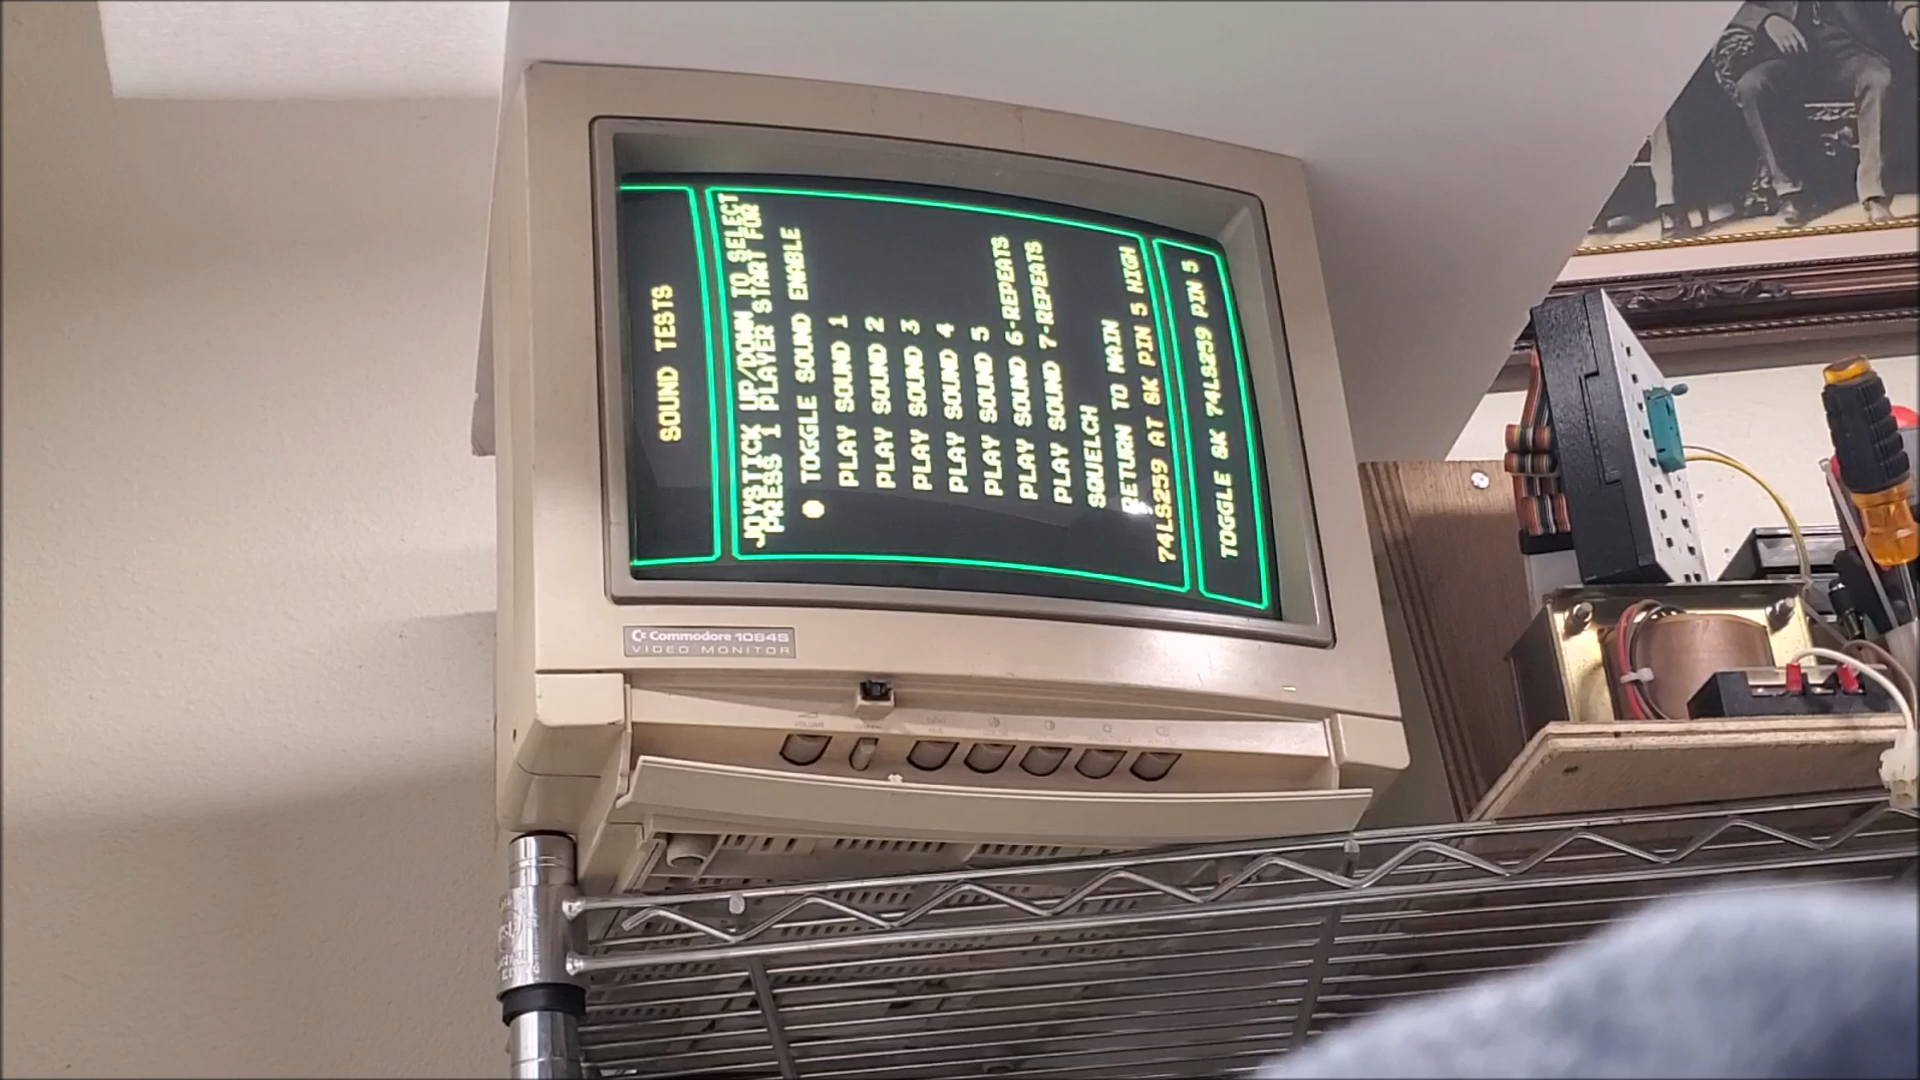 SOUND TESTS
JOYSTICK UP/DOWN TO SELECT
PRESS 1 PLAYER START FOR
TOGGLE SOUND ENABLE
PLAY SOUND 1
PLAY SOUND 2
PLAY SOUND 3
PLAY SOUND 4
PLAY SOUND 5
PLAY SOUND 6-REPEATS
PLAY SOUND 7-REPEATS
SQUELCH
RETURN TO MAIN
74LS259 AT 8K PIN 5 HIGH
TOGGLE 8K 74LS259 PIN 5
Commodore 1084S
VIDEO MONITOR
VOLUME